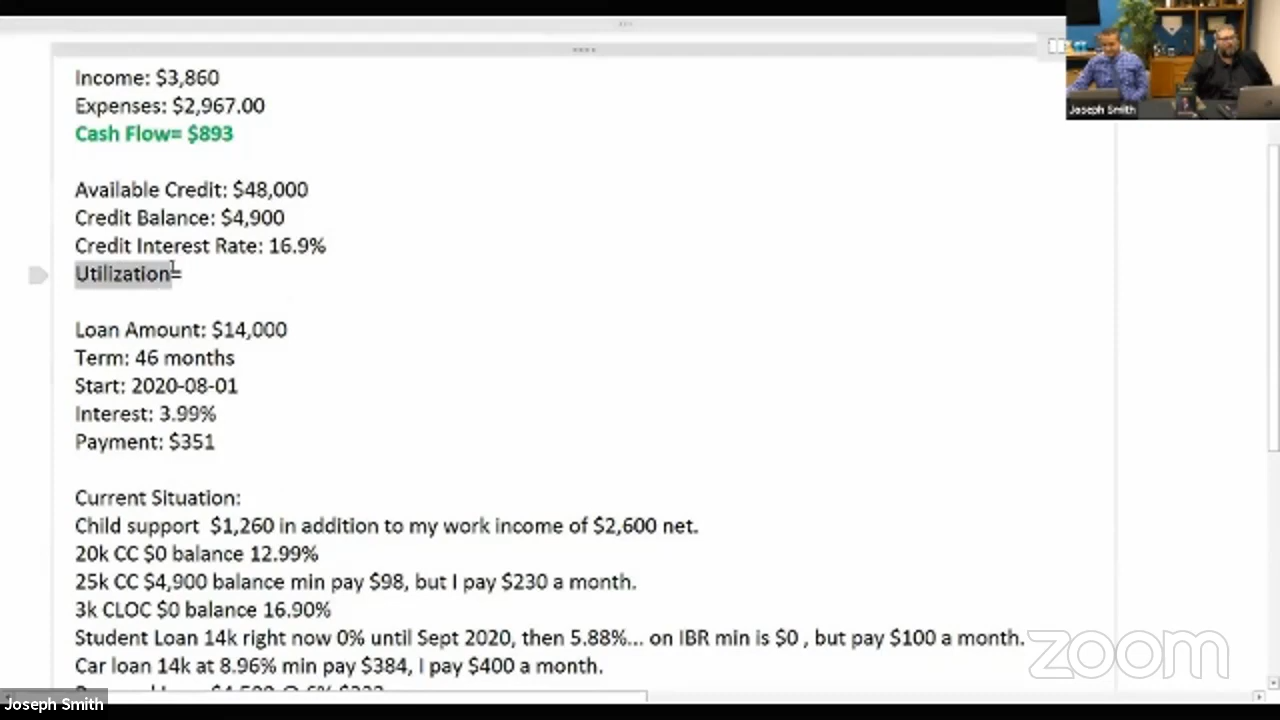 Income: $3,860
Expenses: $2,967.00
Cash Flow= $893
Available Credit: $48,000
Credit Balance: $4,900
Credit Interest Rate: 16.9%
Utilization=
Loan Amount: $14,000
Term: 46 months
Start: 2020-08-01
Interest: 3.99%
Payment: $351
Current Situation:
Child support $1,260 in addition to my work income of $2,600 net.
20k CC $0 balance 12.99%
25k CC $4,900 balance min pay $98, but I pay $230 a month.
3k CLOC $0 balance 16.90%
Student Loan 14k right now 0% until Sept 2020, then 5.88%... on IBR min is $0 , but pay $100 a month.
Car loan 14k at 8.96% min pay $384, I pay $400 a month.
Joseph Smith
zoom
Joseph Smith